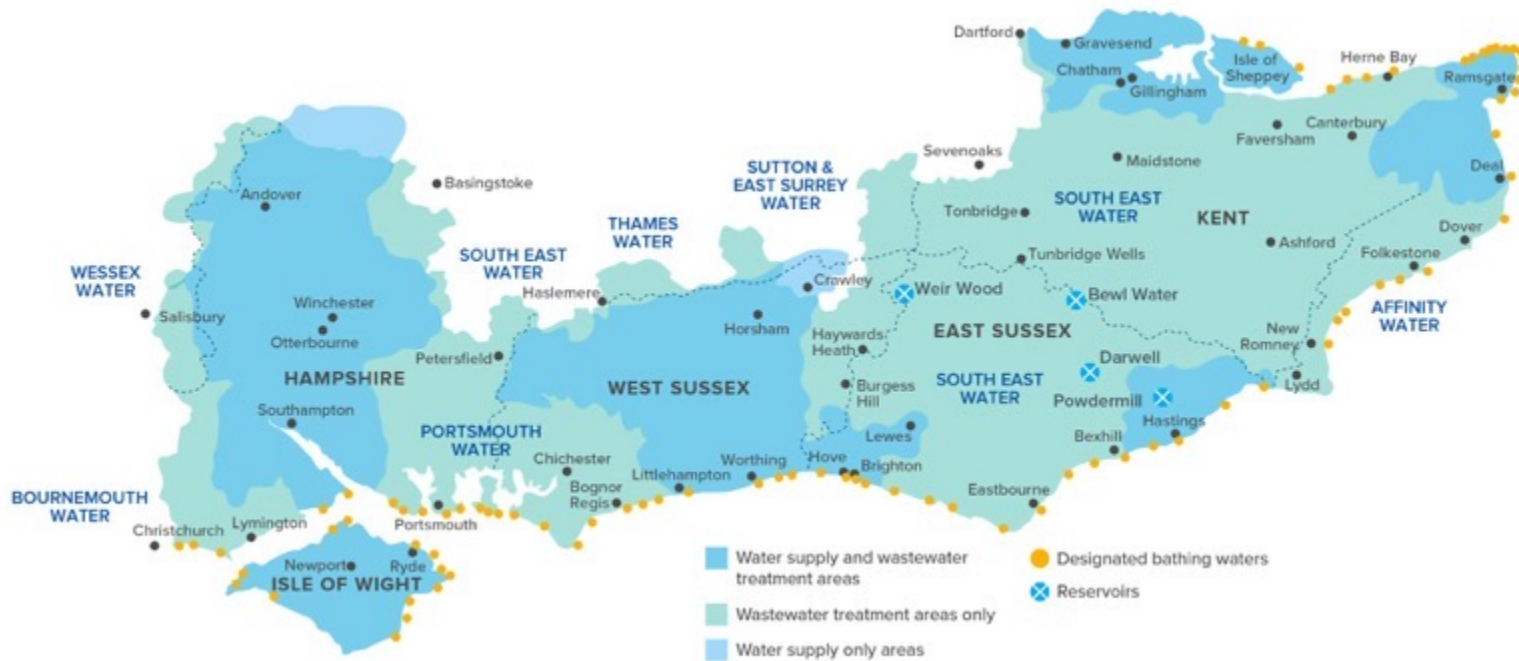 Dartford
Gravesend
Chatham
Gillingham
Isle of
Sheppey
Herne Bay
Ramsgate
Faversham
Canterbury
Deal
Sevenoaks
Maidstone
SUTTON &
EAST SURREY
WATER
SOUTH EAST
WATER
KENT
Tonbridge
Ashford
Dover
Folkestone
Tunbridge Wells
Andover
Basingstoke
THAMES
WATER
SOUTH EAST
WATER
WESSEX
WATER
Salisbury
Winchester
Otterbourne
Haslemere
Crawley
Weir Wood
Bewl Water
AFFINITY
WATER
Horsham
Haywards
Heath
EAST SUSSEX
New
Romney
Petersfield
HAMPSHIRE
WEST SUSSEX
Burgess
Hill
SOUTH EAST
WATER
Darwell
Powdermill
Lydd
Southampton
PORTSMOUTH
WATER
Chichester
Lewes
Hastings
Bexhill
Bognor
Regis
Littlehampton
Worthing
Hove
Brighton
Eastbourne
BOURNEMOUTH
WATER
Christchurch
Lymington
Portsmouth
Newport
Ryde
ISLE OF WIGHT
Water supply and wastewater
treatment areas
Wastewater treatment areas only
Water supply only areas
Designated bathing waters
Reservoirs